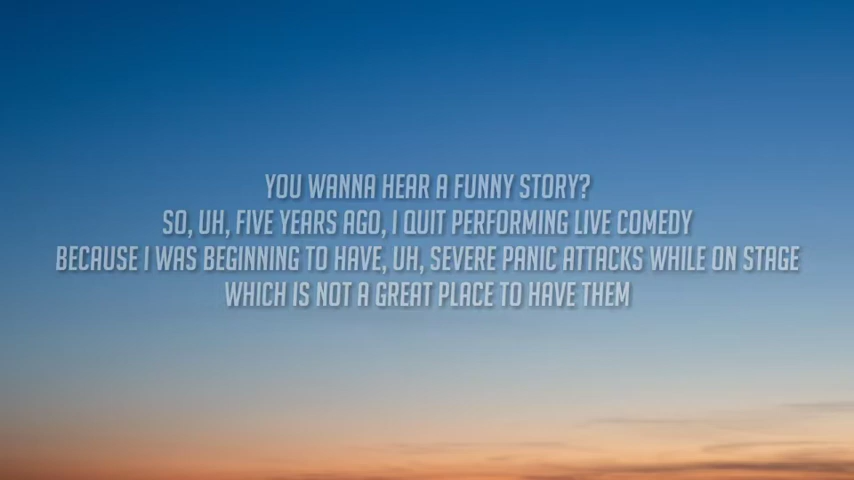 YOU WANNA HEAR A FUNNY STORY?
SO, UH, FIVE YEARS AGO, I QUIT PERFORMING LIVE COMEDY
BECAUSE I WAS BEGINNING TO HAVE, UH, SEVERE PANIC ATTACKS WHILE ON STAGE
WHICH IS NOT A GREAT PLACE TO HAVE THEM